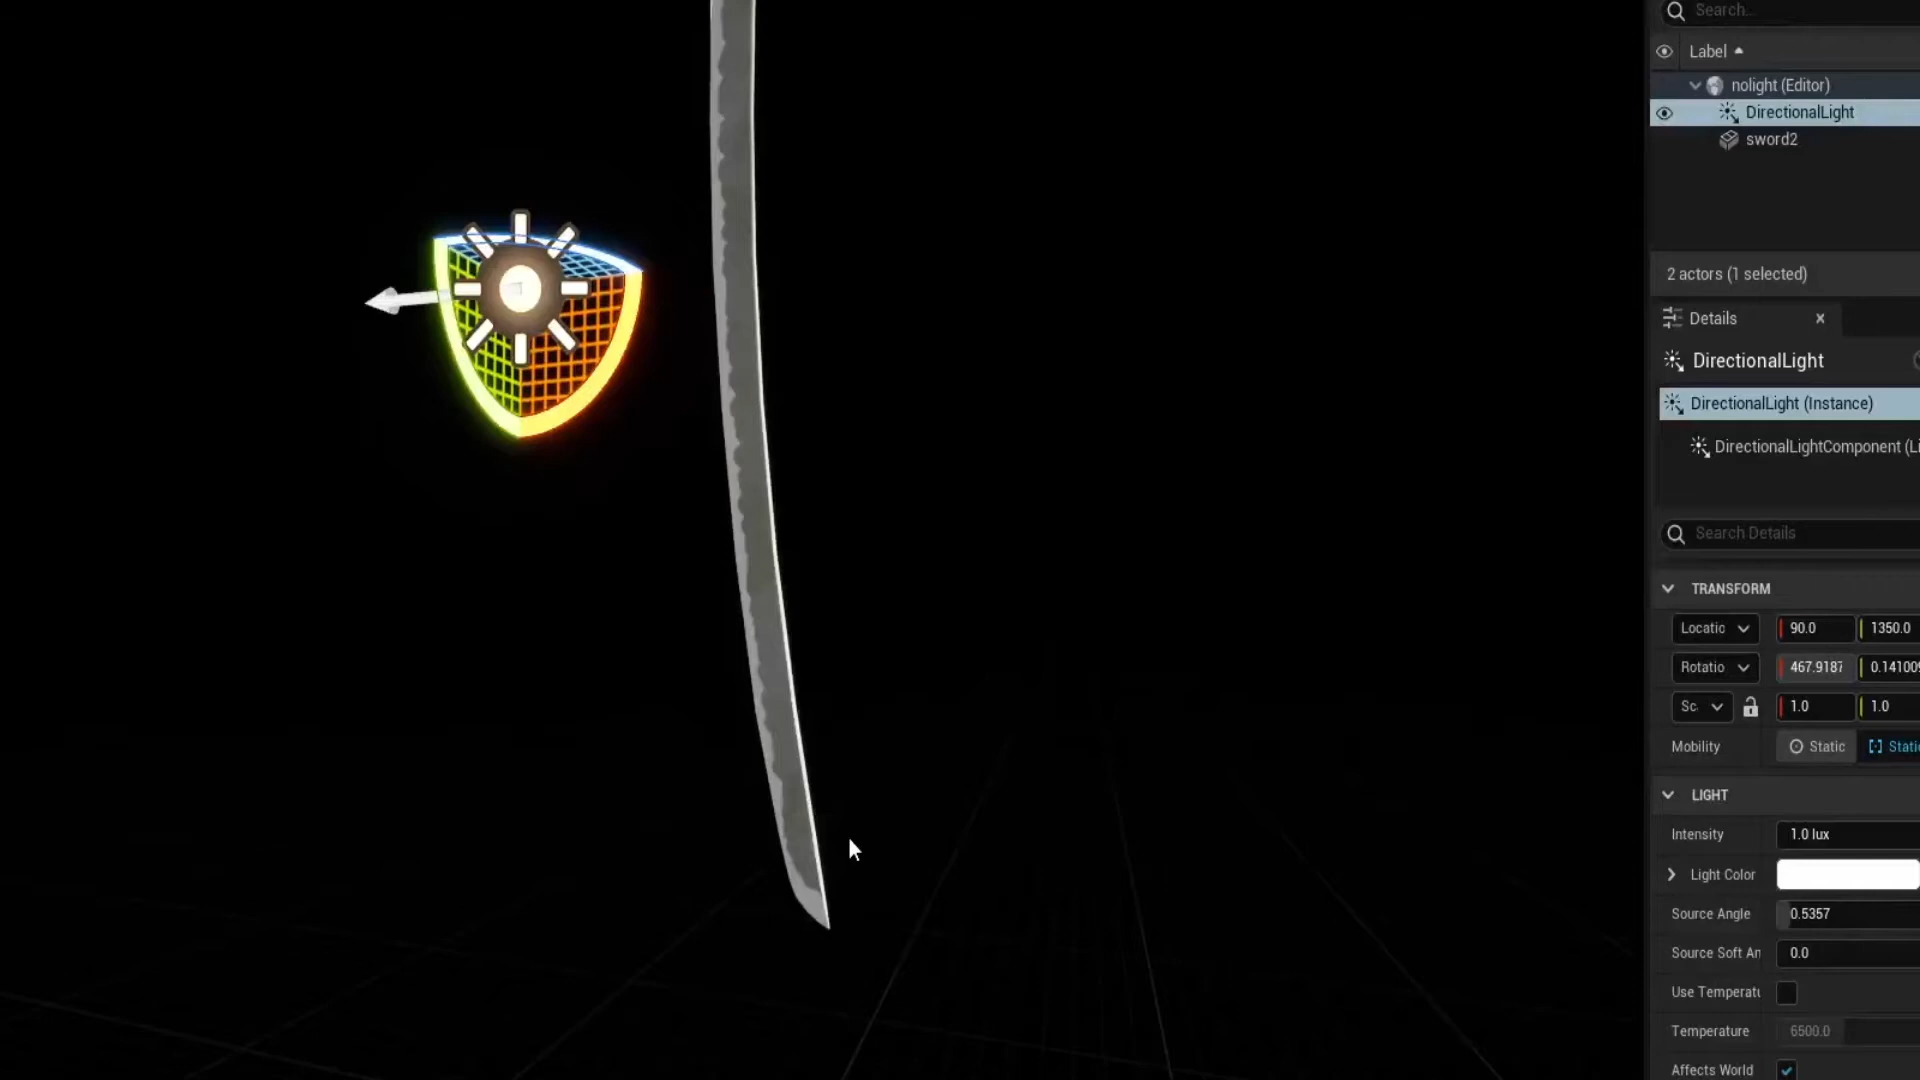 Search...
Label
nolight (Editor)
DirectionalLight
sword2
2 actors (1 selected)
Details
DirectionalLight
DirectionalLight (Instance)
DirectionalLightComponent (Li
Search Details
TRANSFORM
Locatio 90.0 1350.0
Rotatio 467.9187 0.141009
Sc 1.0 1.0
Mobility Static Stati
LIGHT
Intensity 1.0 lux
Light Color
Source Angle 0.5357
Source Soft An 0.0
Use Temperatu
Temperature 6500.0
Affects World